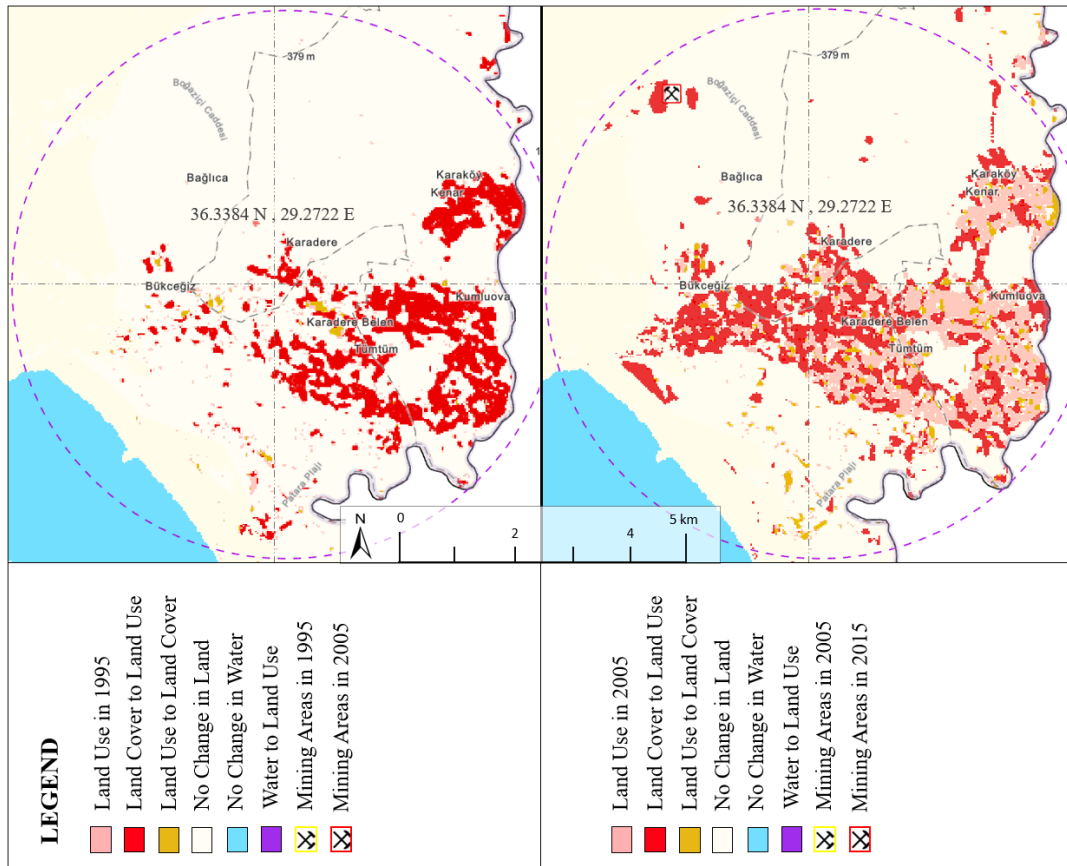 379 m
Boğaziçi Caddesi
Bağlıca
Karaköy
Kenar
36.3384 N , 29.2722 E
Karadere
Bükceğiz
Kumluova
Karadere Belen
Tümtüm
Patara Plajı
379 m
Boğaziçi Caddesi
Bağlıca
Karaköy
Kenar
36.3384 N , 29.2722 E
Karadere
Bükceğiz
Kumluova
Karadere Belen
Tümtüm
Patara Plajı
N
0
2
4
5 km
LEGEND
Land Use in 1995
Land Cover to Land Use
Land Use to Land Cover
No Change in Land
No Change in Water
Water to Land Use
Mining Areas in 1995
Mining Areas in 2005
Land Use in 2005
Land Cover to Land Use
Land Use to Land Cover
No Change in Land
No Change in Water
Water to Land Use
Mining Areas in 2005
Mining Areas in 2015